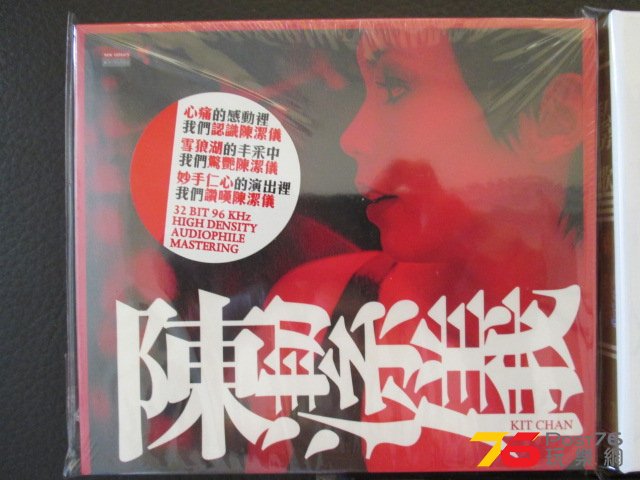 心痛的感動裡
我們認識陳潔儀
雪狼湖的丰采中
我們驚艷陳潔儀
妙手仁心的演出裡
我們讚嘆陳潔儀
32 BIT 96 KHz
HIGH DENSITY
AUDIOPHILE
MASTERING
陳潔儀
KIT CHAN
76
Post76
玩樂網